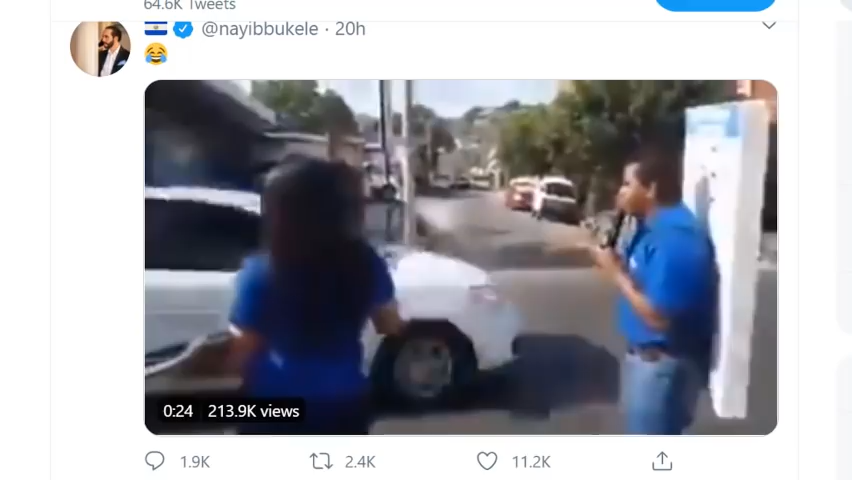 64.6K Tweets
@nayibbukele · 20h
😂
0:24 213.9K views
1.9K 2.4K 11.2K